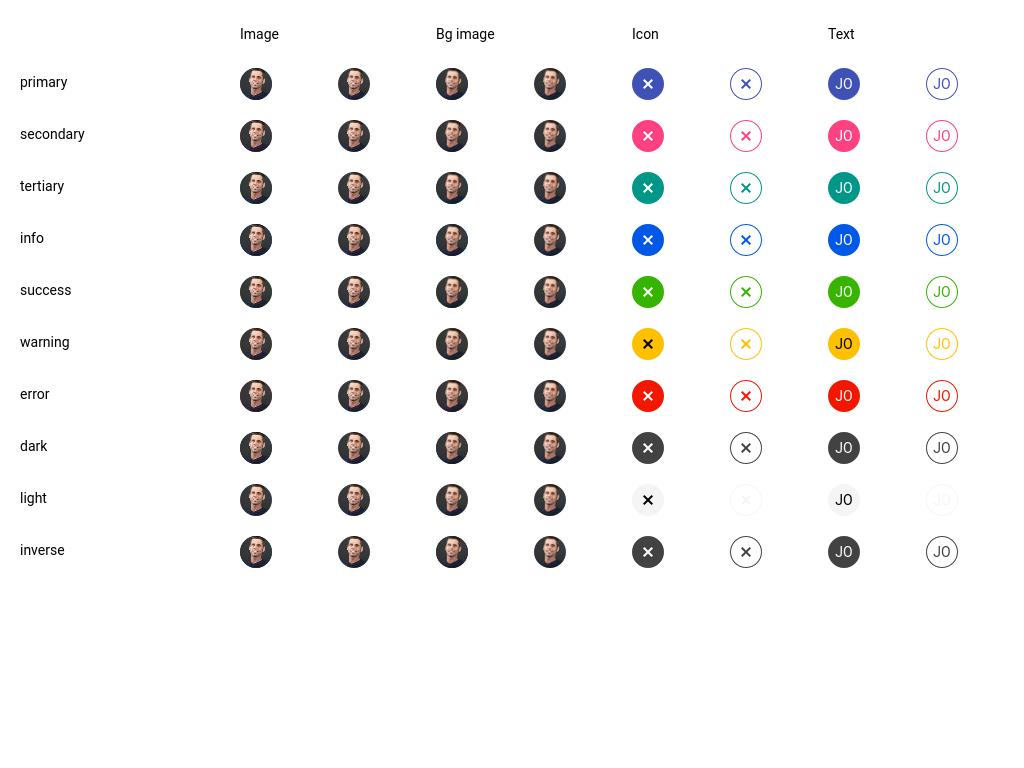 Image Bg image Icon Text
primary JO JO
secondary JO JO
tertiary JO JO
info JO JO
success JO JO
warning JO JO
error JO JO
dark JO JO
light JO JO
inverse JO JO